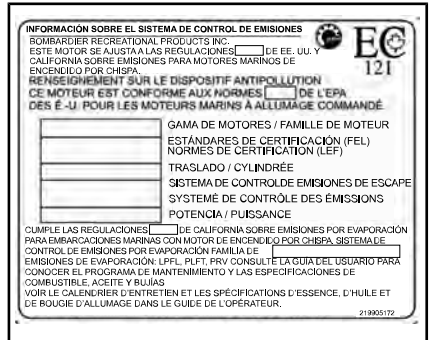 INFORMACIÓN SOBRE EL SISTEMA DE CONTROL DE EMISIONES
BOMBARDIER RECREATIONAL PRODUCTS INC.
ESTE MOTOR SE AJUSTA A LAS REGULACIONES DE EE. UU. Y
CALIFORNIA SOBRE EMISIONES PARA MOTORES MARINOS DE
ENCENDIDO POR CHISPA.
EC
121
RENSEIGNEMENT SUR LE DISPOSITIF ANTIPOLLUTION
CE MOTEUR EST CONFORME AUX NORMES DE L'EPA
DES É.-U. POUR LES MOTEURS MARINS À ALLUMAGE COMMANDÉ
GAMA DE MOTORES / FAMILLE DE MOTEUR
ESTÁNDARES DE CERTIFICACIÓN (FEL)
NORMES DE CERTIFICATION (LEF)
TRASLADO / CYLINDRÉE
SISTEMA DE CONTROLDE EMISIONES DE ESCAPE
SYSTEMÉ DE CONTRÔLE DES ÉMISSIONS
POTENCIA / PUISSANCE
CUMPLE LAS REGULACIONES DE CALIFORNIA SOBRE EMISIONES POR EVAPORACIÓN
PARA EMBARCACIONES MARINAS CON MOTOR DE ENCENDIDO POR CHISPA. SISTEMA DE
CONTROL DE EMISIONES POR EVAPORACIÓN FAMILIA DE
EMISIONES DE EVAPORACIÓN: LPFL, PLFT, PRV CONSULTE LA GUÍA DEL USUARIO PARA
CONOCER EL PROGRAMA DE MANTENIMIENTO Y LAS ESPECIFICACIONES DE
COMBUSTIBLE, ACEITE Y BUJÍAS
VOIR LE CALENDRIER D'ENTRETIEN ET LES SPÉCIFICATIONS D'ESSENCE, D'HUILE ET
DE BOUGIE D'ALLUMAGE DANS LE GUIDE DE L'OPÉRATEUR.
219905172